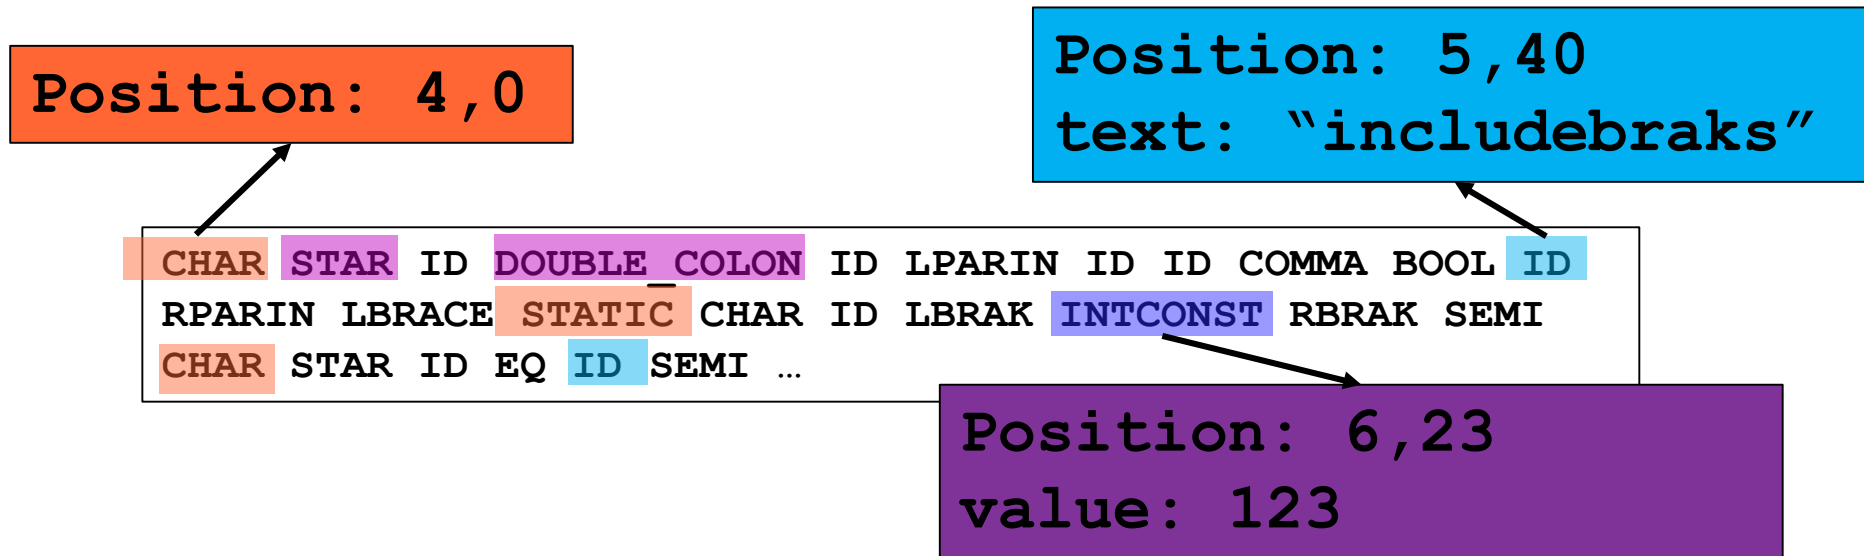 Position: 4,0
Position: 5,40
text: “includebraks”
CHAR STAR ID DOUBLE_COLON ID LPARIN ID ID COMMA BOOL ID
RPARIN LBRACE STATIC CHAR ID LBRAK INTCONST RBRAK SEMI
CHAR STAR ID EQ ID SEMI …
Position: 6,23
value: 123